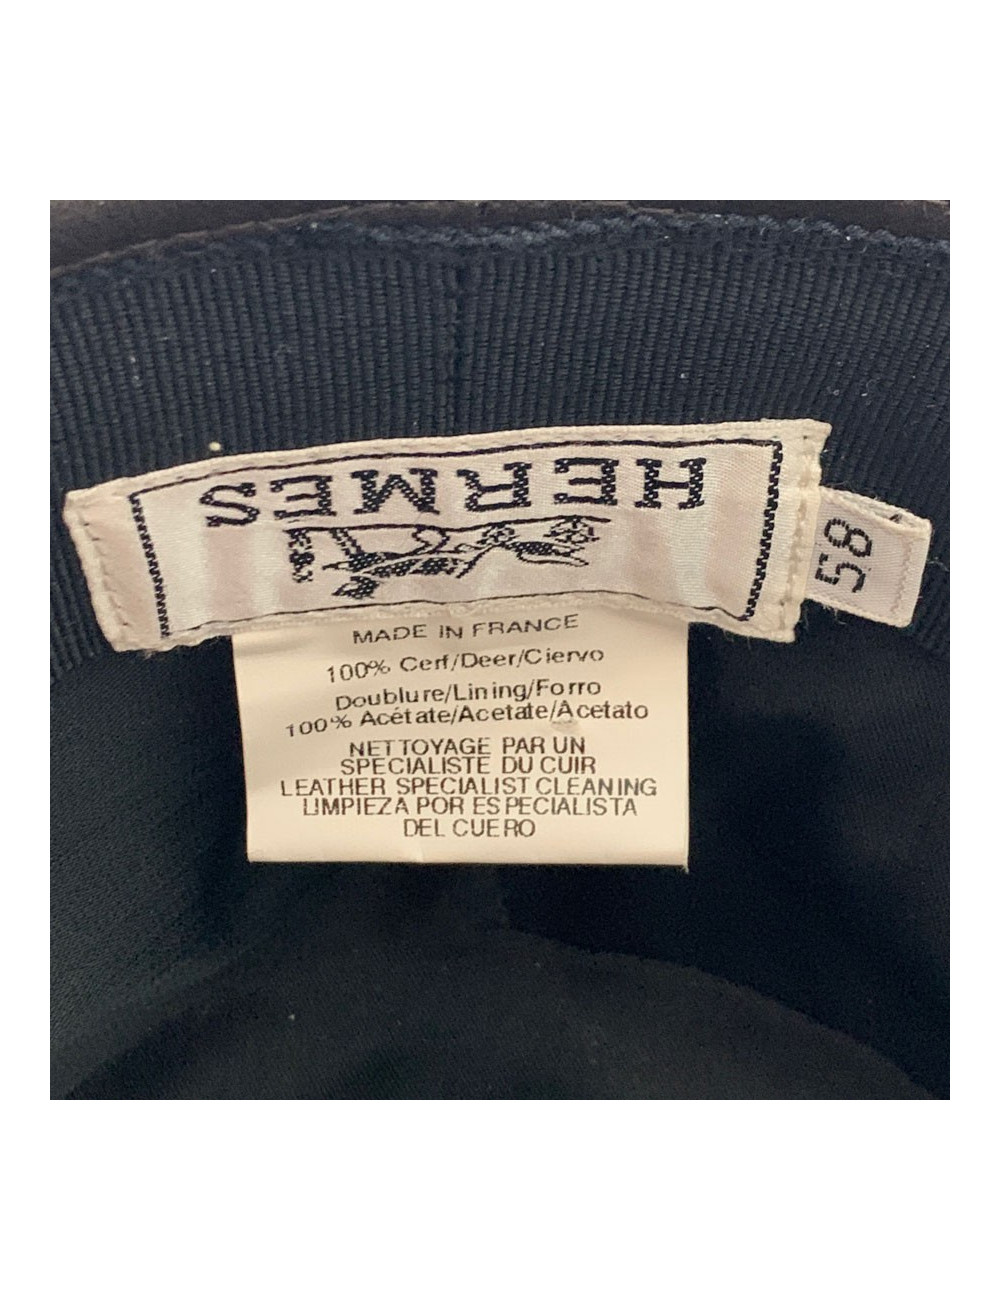 HERMES
58
MADE IN FRANCE
100% Cerf/Deer/Ciervo
Doublure/Lining/Forro
100% Acétate/Acetate/Acetato
NETTOYAGE PAR UN
SPECIALISTE DU CUIR
LEATHER SPECIALIST CLEANING
LIMPIEZA POR ESPECIALISTA
DEL CUERO